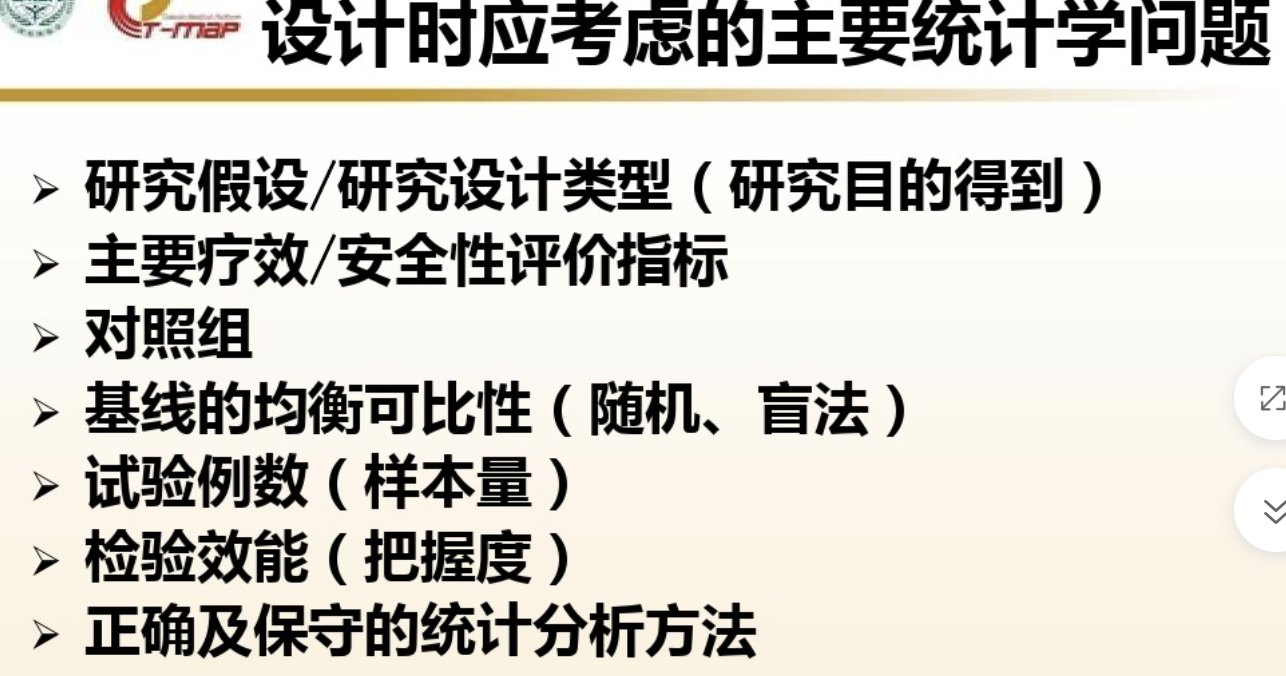 T-MAP
设计时应考虑的主要统计学问题
研究假设/研究设计类型(研究目的得到)
主要疗效/安全性评价指标
对照组
基线的均衡可比性(随机、盲法)
试验例数(样本量)
检验效能(把握度)
正确及保守的统计分析方法